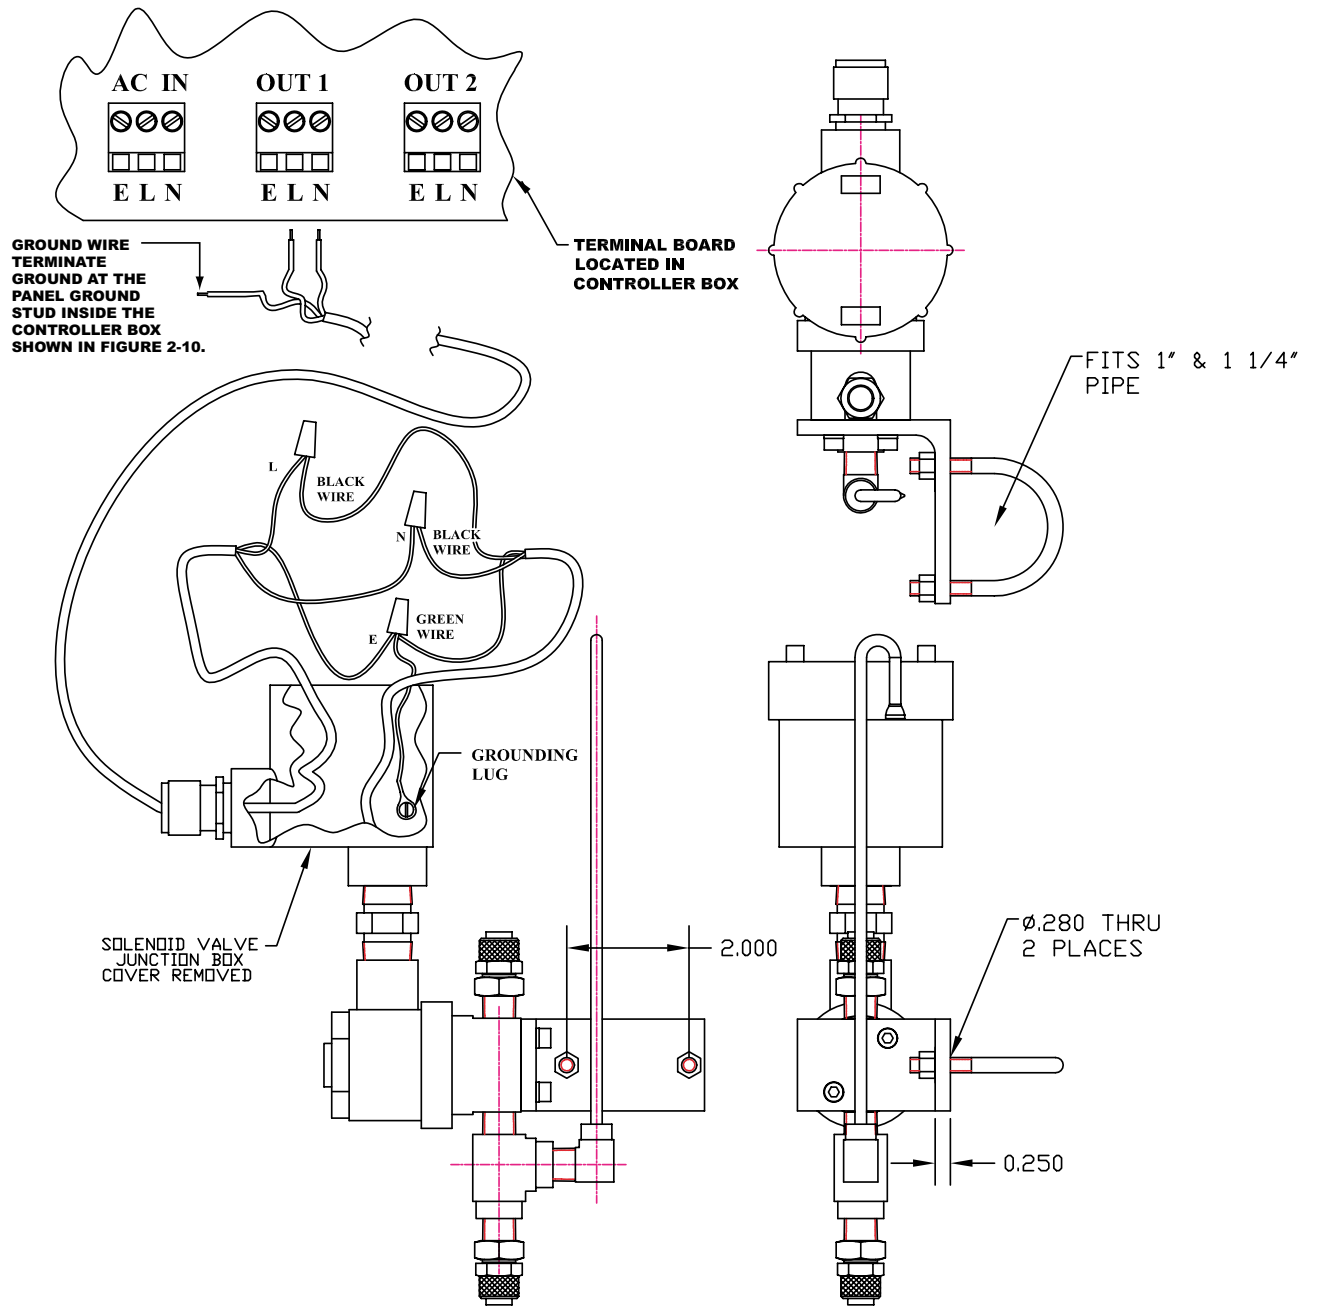 AC IN
OUT 1
OUT 2
E L N
E L N
E L N
GROUND WIRE
TERMINATE
GROUND AT THE
PANEL GROUND
STUD INSIDE THE
CONTROLLER BOX
SHOWN IN FIGURE 2-10.
TERMINAL BOARD
LOCATED IN
CONTROLLER BOX
FITS 1" & 1 1/4"
PIPE
L
BLACK
WIRE
N
BLACK
WIRE
E
GREEN
WIRE
GROUNDING
LUG
SOLENOID VALVE
JUNCTION BOX
COVER REMOVED
2.000
Ø.280 THRU
2 PLACES
0.250